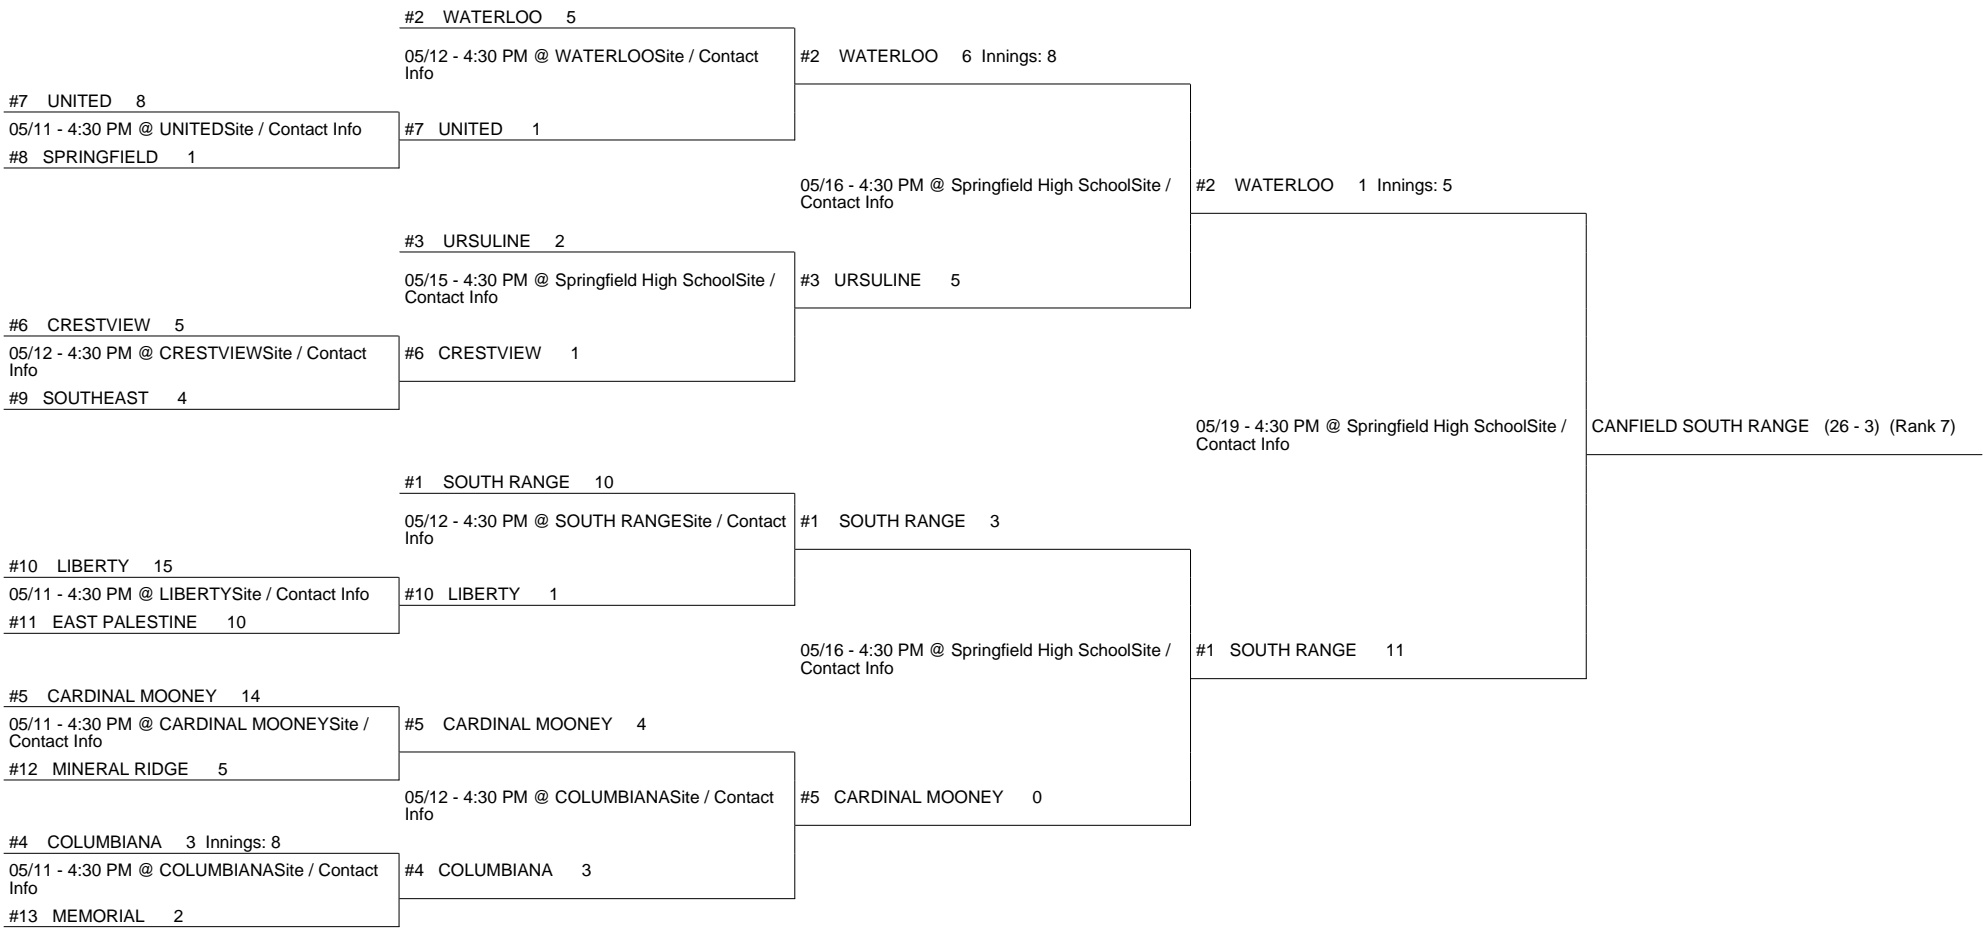 #2 WATERLOO 5
05/12 - 4:30 PM @ WATERLOOSite / Contact
Info
#7 UNITED 8
05/11 - 4:30 PM @ UNITEDSite / Contact Info
#8 SPRINGFIELD 1
#7 UNITED 1
#2 WATERLOO 6 Innings: 8
05/16 - 4:30 PM @ Springfield High SchoolSite /
Contact Info
#2 WATERLOO 1 Innings: 5
#3 URSULINE 2
05/15 - 4:30 PM @ Springfield High SchoolSite /
Contact Info
#3 URSULINE 5
#6 CRESTVIEW 5
05/12 - 4:30 PM @ CRESTVIEWSite / Contact
Info
#9 SOUTHEAST 4
#6 CRESTVIEW 1
05/19 - 4:30 PM @ Springfield High SchoolSite /
Contact Info
CANFIELD SOUTH RANGE (26 - 3) (Rank 7)
#1 SOUTH RANGE 10
05/12 - 4:30 PM @ SOUTH RANGESite / Contact
Info
#1 SOUTH RANGE 3
#10 LIBERTY 15
05/11 - 4:30 PM @ LIBERTYSite / Contact Info
#11 EAST PALESTINE 10
#10 LIBERTY 1
05/16 - 4:30 PM @ Springfield High SchoolSite /
Contact Info
#1 SOUTH RANGE 11
#5 CARDINAL MOONEY 14
05/11 - 4:30 PM @ CARDINAL MOONEYSite /
Contact Info
#12 MINERAL RIDGE 5
#5 CARDINAL MOONEY 4
05/12 - 4:30 PM @ COLUMBIANASite / Contact
Info
#5 CARDINAL MOONEY 0
#4 COLUMBIANA 3 Innings: 8
05/11 - 4:30 PM @ COLUMBIANASite / Contact
Info
#13 MEMORIAL 2
#4 COLUMBIANA 3